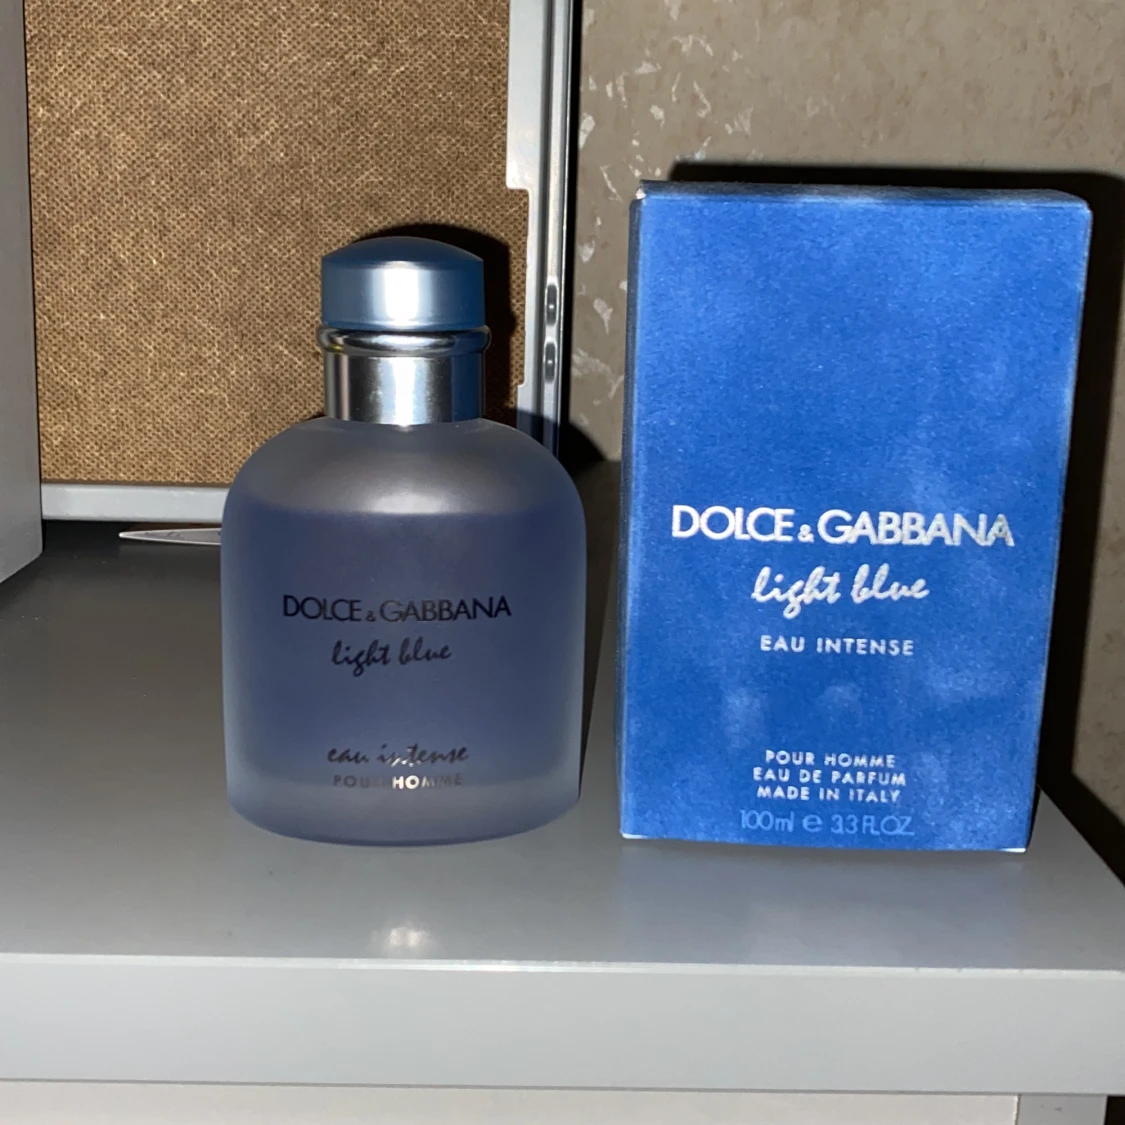 DOLCE & GABBANA
light blue
eau intense
POUR HOMME
DOLCE & GABBANA
light blue
EAU INTENSE
POUR HOMME
EAU DE PARFUM
MADE IN ITALY
100ml e 3.3 FL.OZ